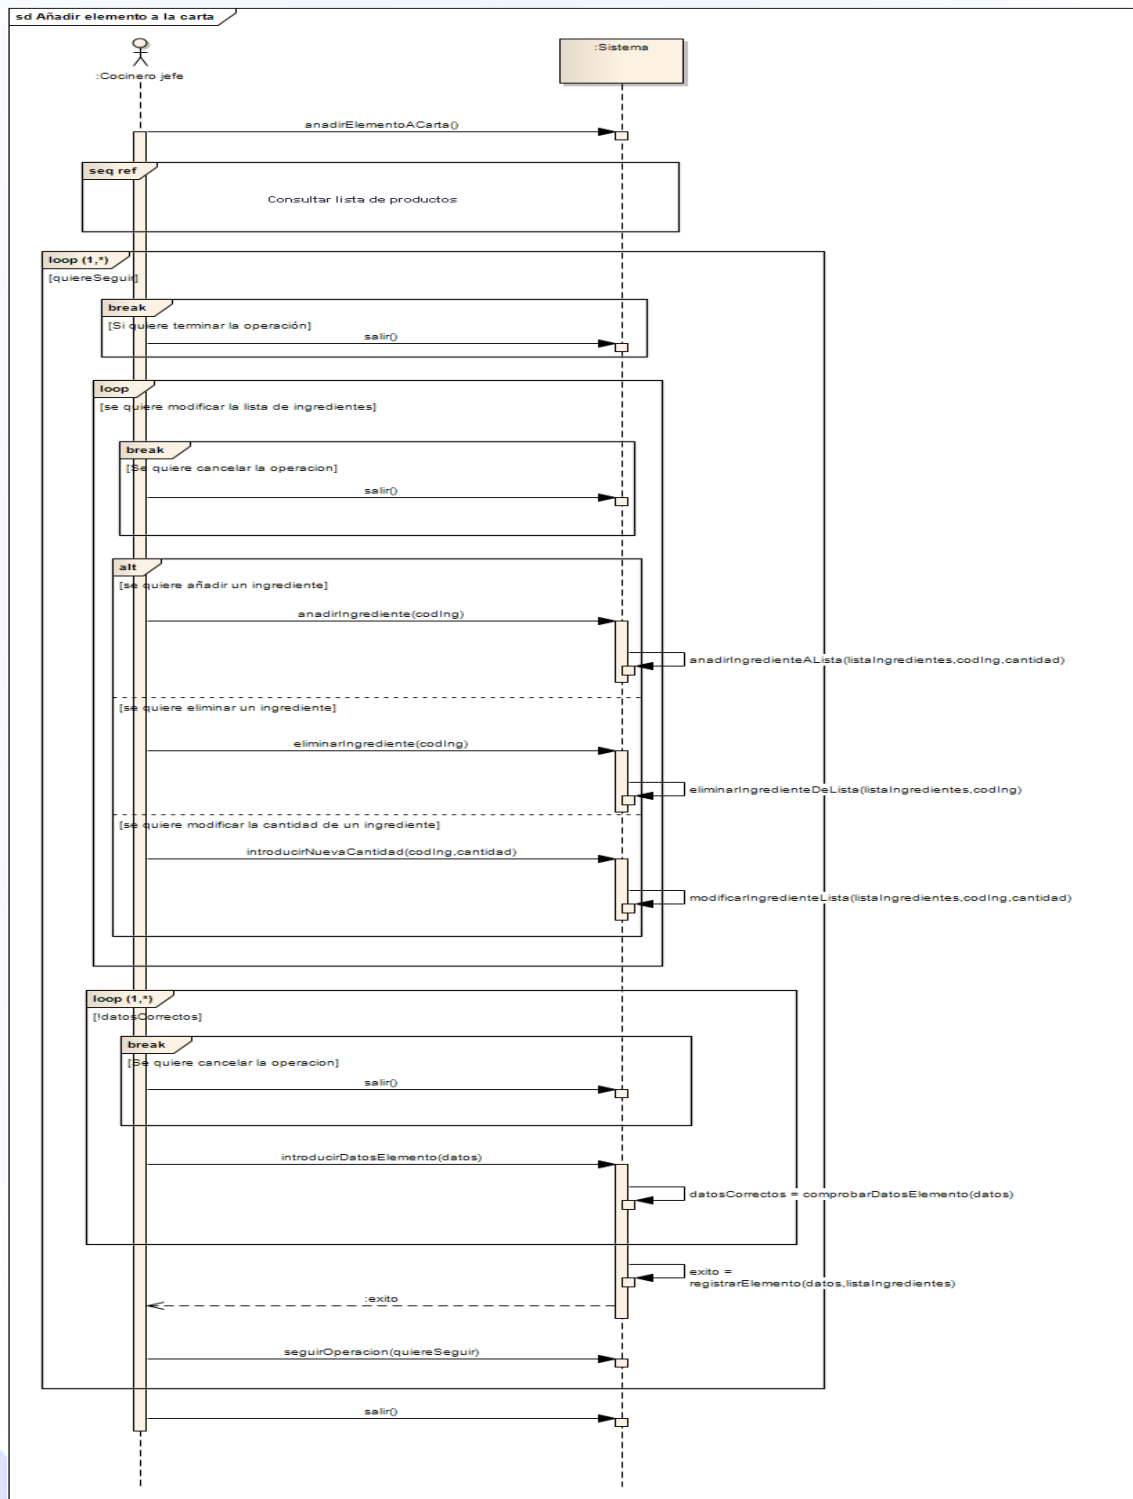 sd Añadir elemento a la carta
:Cocinero jefe
:Sistema
anadirElementoACarta()
seq ref
Consultar lista de productos
loop (1,*)
[quiereSeguir]
break
[Si quiere terminar la operación]
salir()
loop
[se quiere modificar la lista de ingredientes]
break
[Se quiere cancelar la operacion]
salir()
alt
[se quiere añadir un ingrediente]
anadirIngrediente(codIng)
anadirIngredienteALista(listaIngredientes,codIng,cantidad)
[se quiere eliminar un ingrediente]
eliminarIngrediente(codIng)
eliminarIngredienteDeLista(listaIngredientes,codIng)
[se quiere modificar la cantidad de un ingrediente]
introducirNuevaCantidad(codIng,cantidad)
modificarIngredienteLista(listaIngredientes,codIng,cantidad)
loop (1,*)
[!datosCorrectos]
break
[Se quiere cancelar la operacion]
salir()
introducirDatosElemento(datos)
datosCorrectos = comprobarDatosElemento(datos)
exito =
registrarElemento(datos,listaIngredientes)
:exito
seguirOperacion(quiereSeguir)
salir()